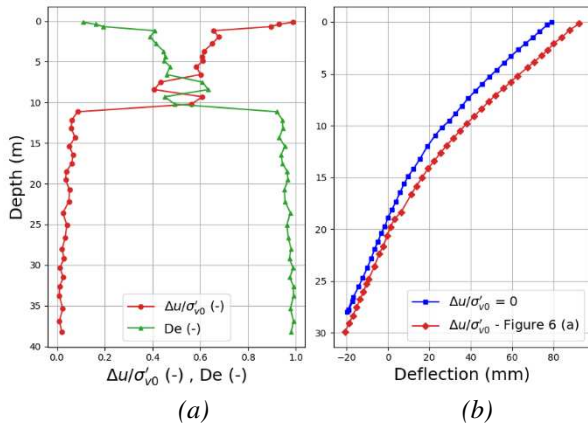 0
5
10
15
20
25
30
35
40
Depth (m)
0.0 0.2 0.4 0.6 0.8 1.0
Δu/σ′v0 (-) , De (-)
Δu/σ′v0 (-)
De (-)
(a)
0
5
10
15
20
25
30
-20 0 20 40 60 80
Deflection (mm)
Δu/σ′v0 = 0
Δu/σ′v0 - Figure 6 (a)
(b)